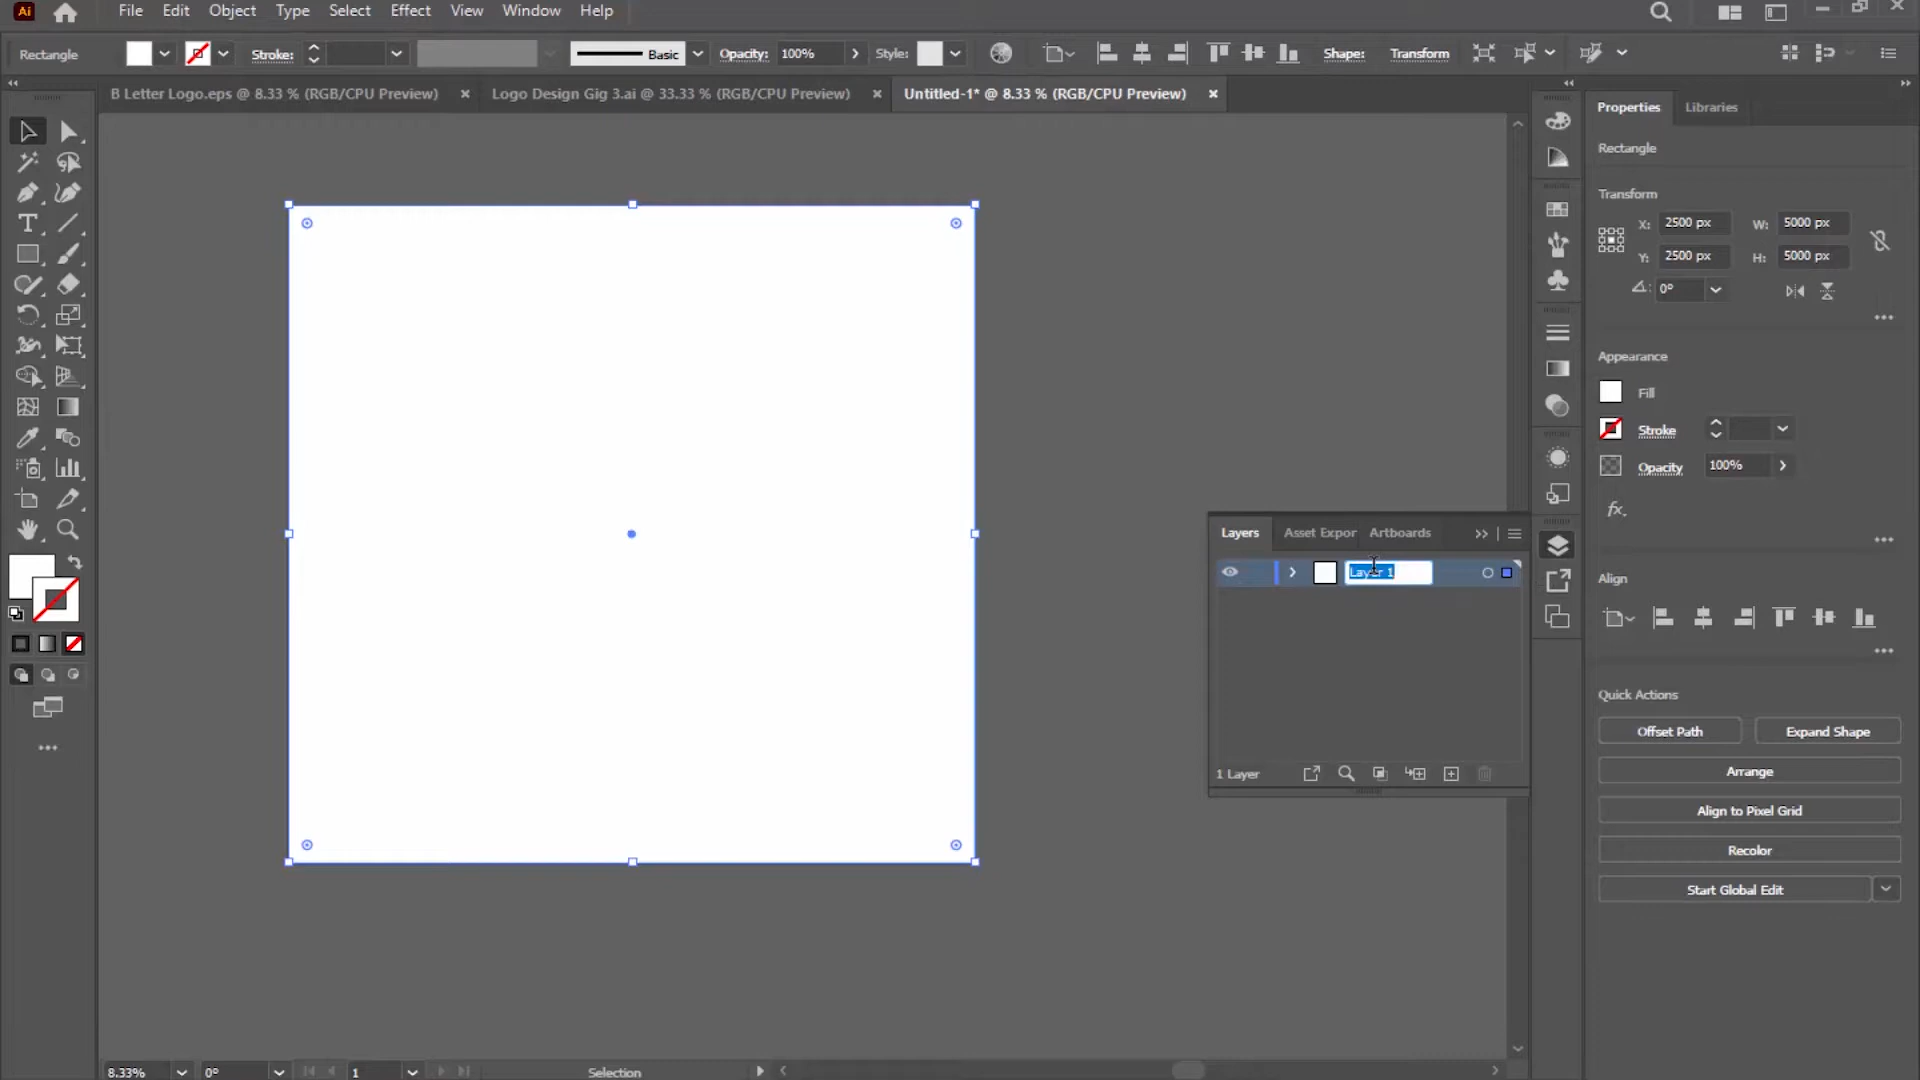 Ai File Edit Object Type Select Effect View Window Help
Rectangle Stroke: Basic Opacity: 100% Style: Shape: Transform
B Letter Logo.eps @ 8.33 % (RGB/CPU Preview) × Logo Design Gig 3.ai @ 33.33 % (RGB/CPU Preview) × Untitled-1* @ 8.33 % (RGB/CPU Preview) ×
Properties Libraries
Rectangle
Transform
X: 2500 px W: 5000 px
Y: 2500 px H: 5000 px
0°
Appearance
Fill
Stroke
Opacity 100%
fx.
Layers Asset Expor Artboards
Layer 1
1 Layer
Align
Quick Actions
Offset Path Expand Shape
Arrange
Align to Pixel Grid
Recolor
Start Global Edit
8.33% 0° 1 Selection